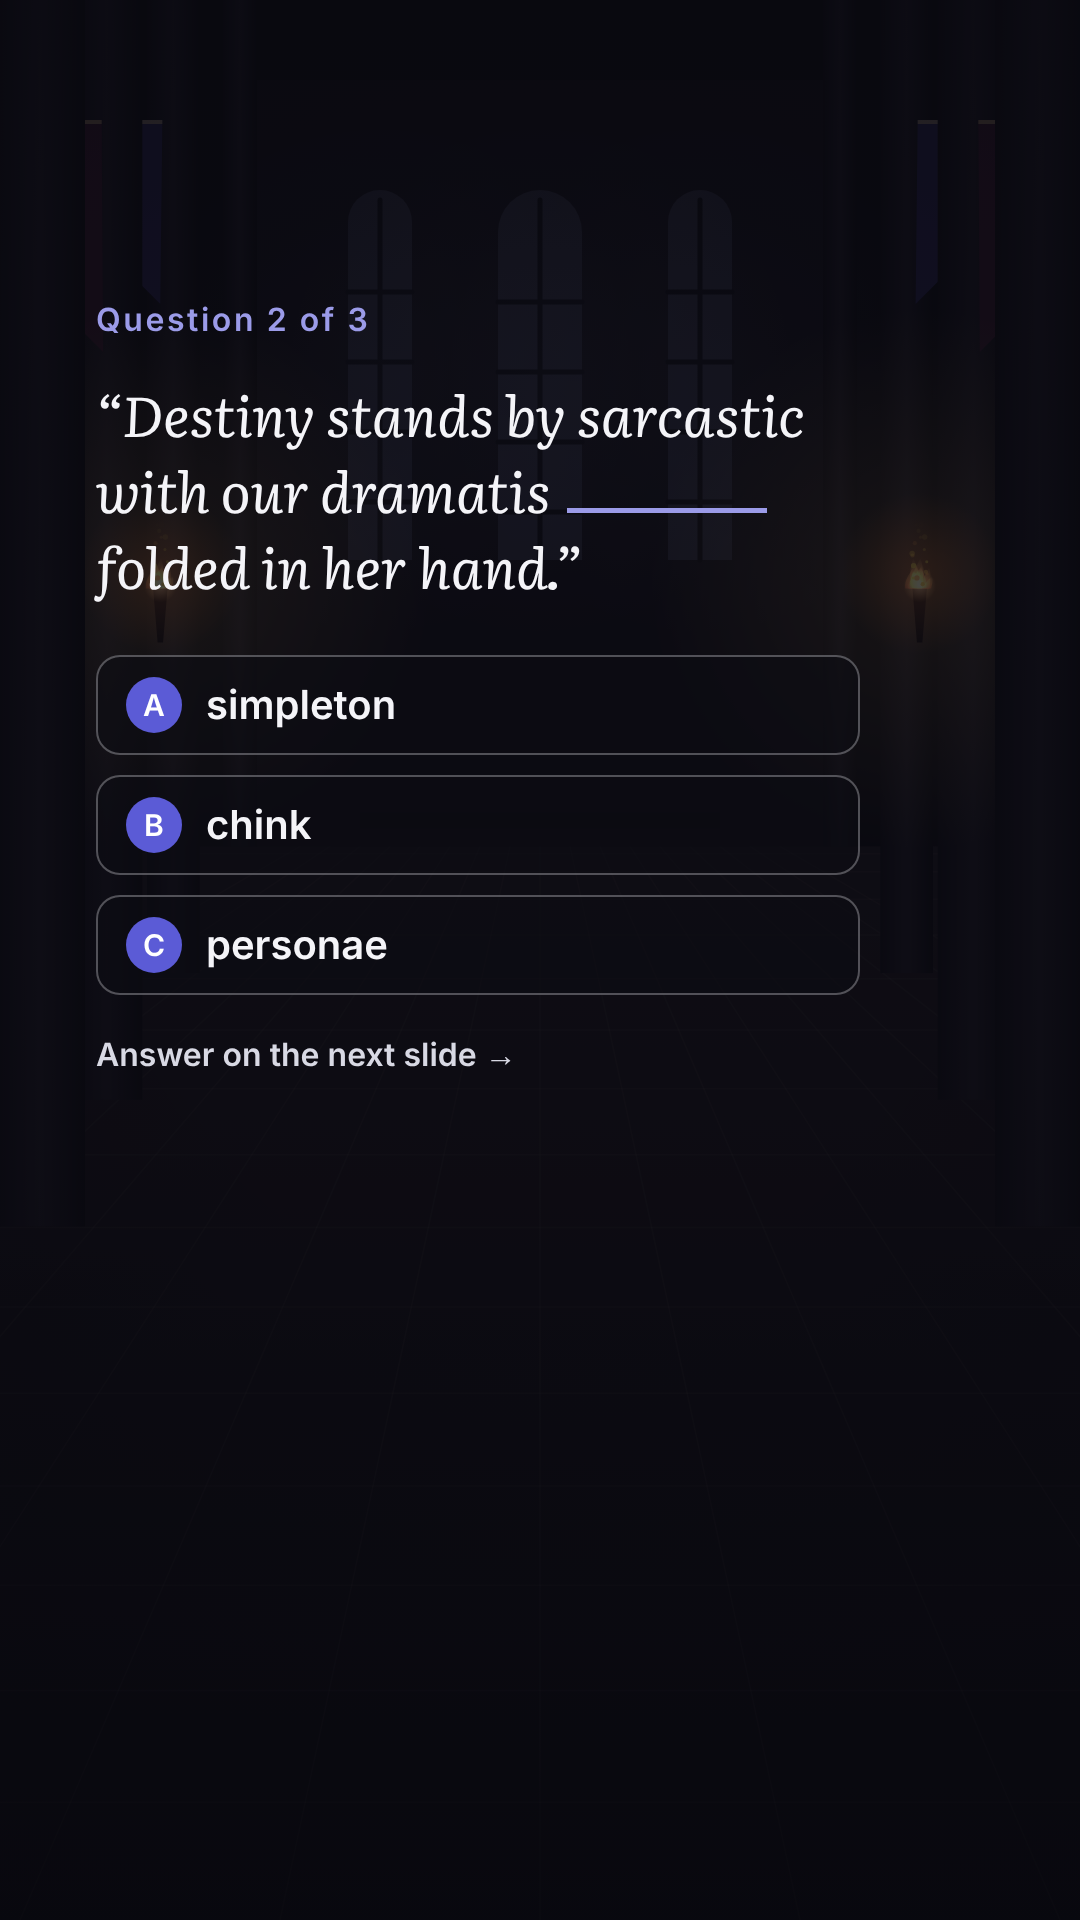 Question 2 of 3
“Destiny stands by sarcastic
with our dramatis ________
folded in her hand.”
A simpleton
B chink
C personae
Answer on the next slide →